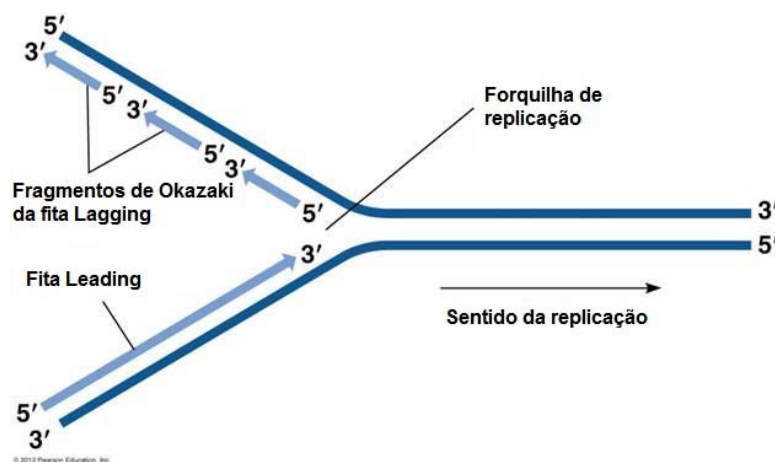 5′
3′
5′
3′
5′
3′
5′
Forquilha de
replicação
Fragmentos de Okazaki
da fita Lagging
3′
5′
3′
Fita Leading
Sentido da replicação
5′
3′
© 2012 Pearson Education, Inc.